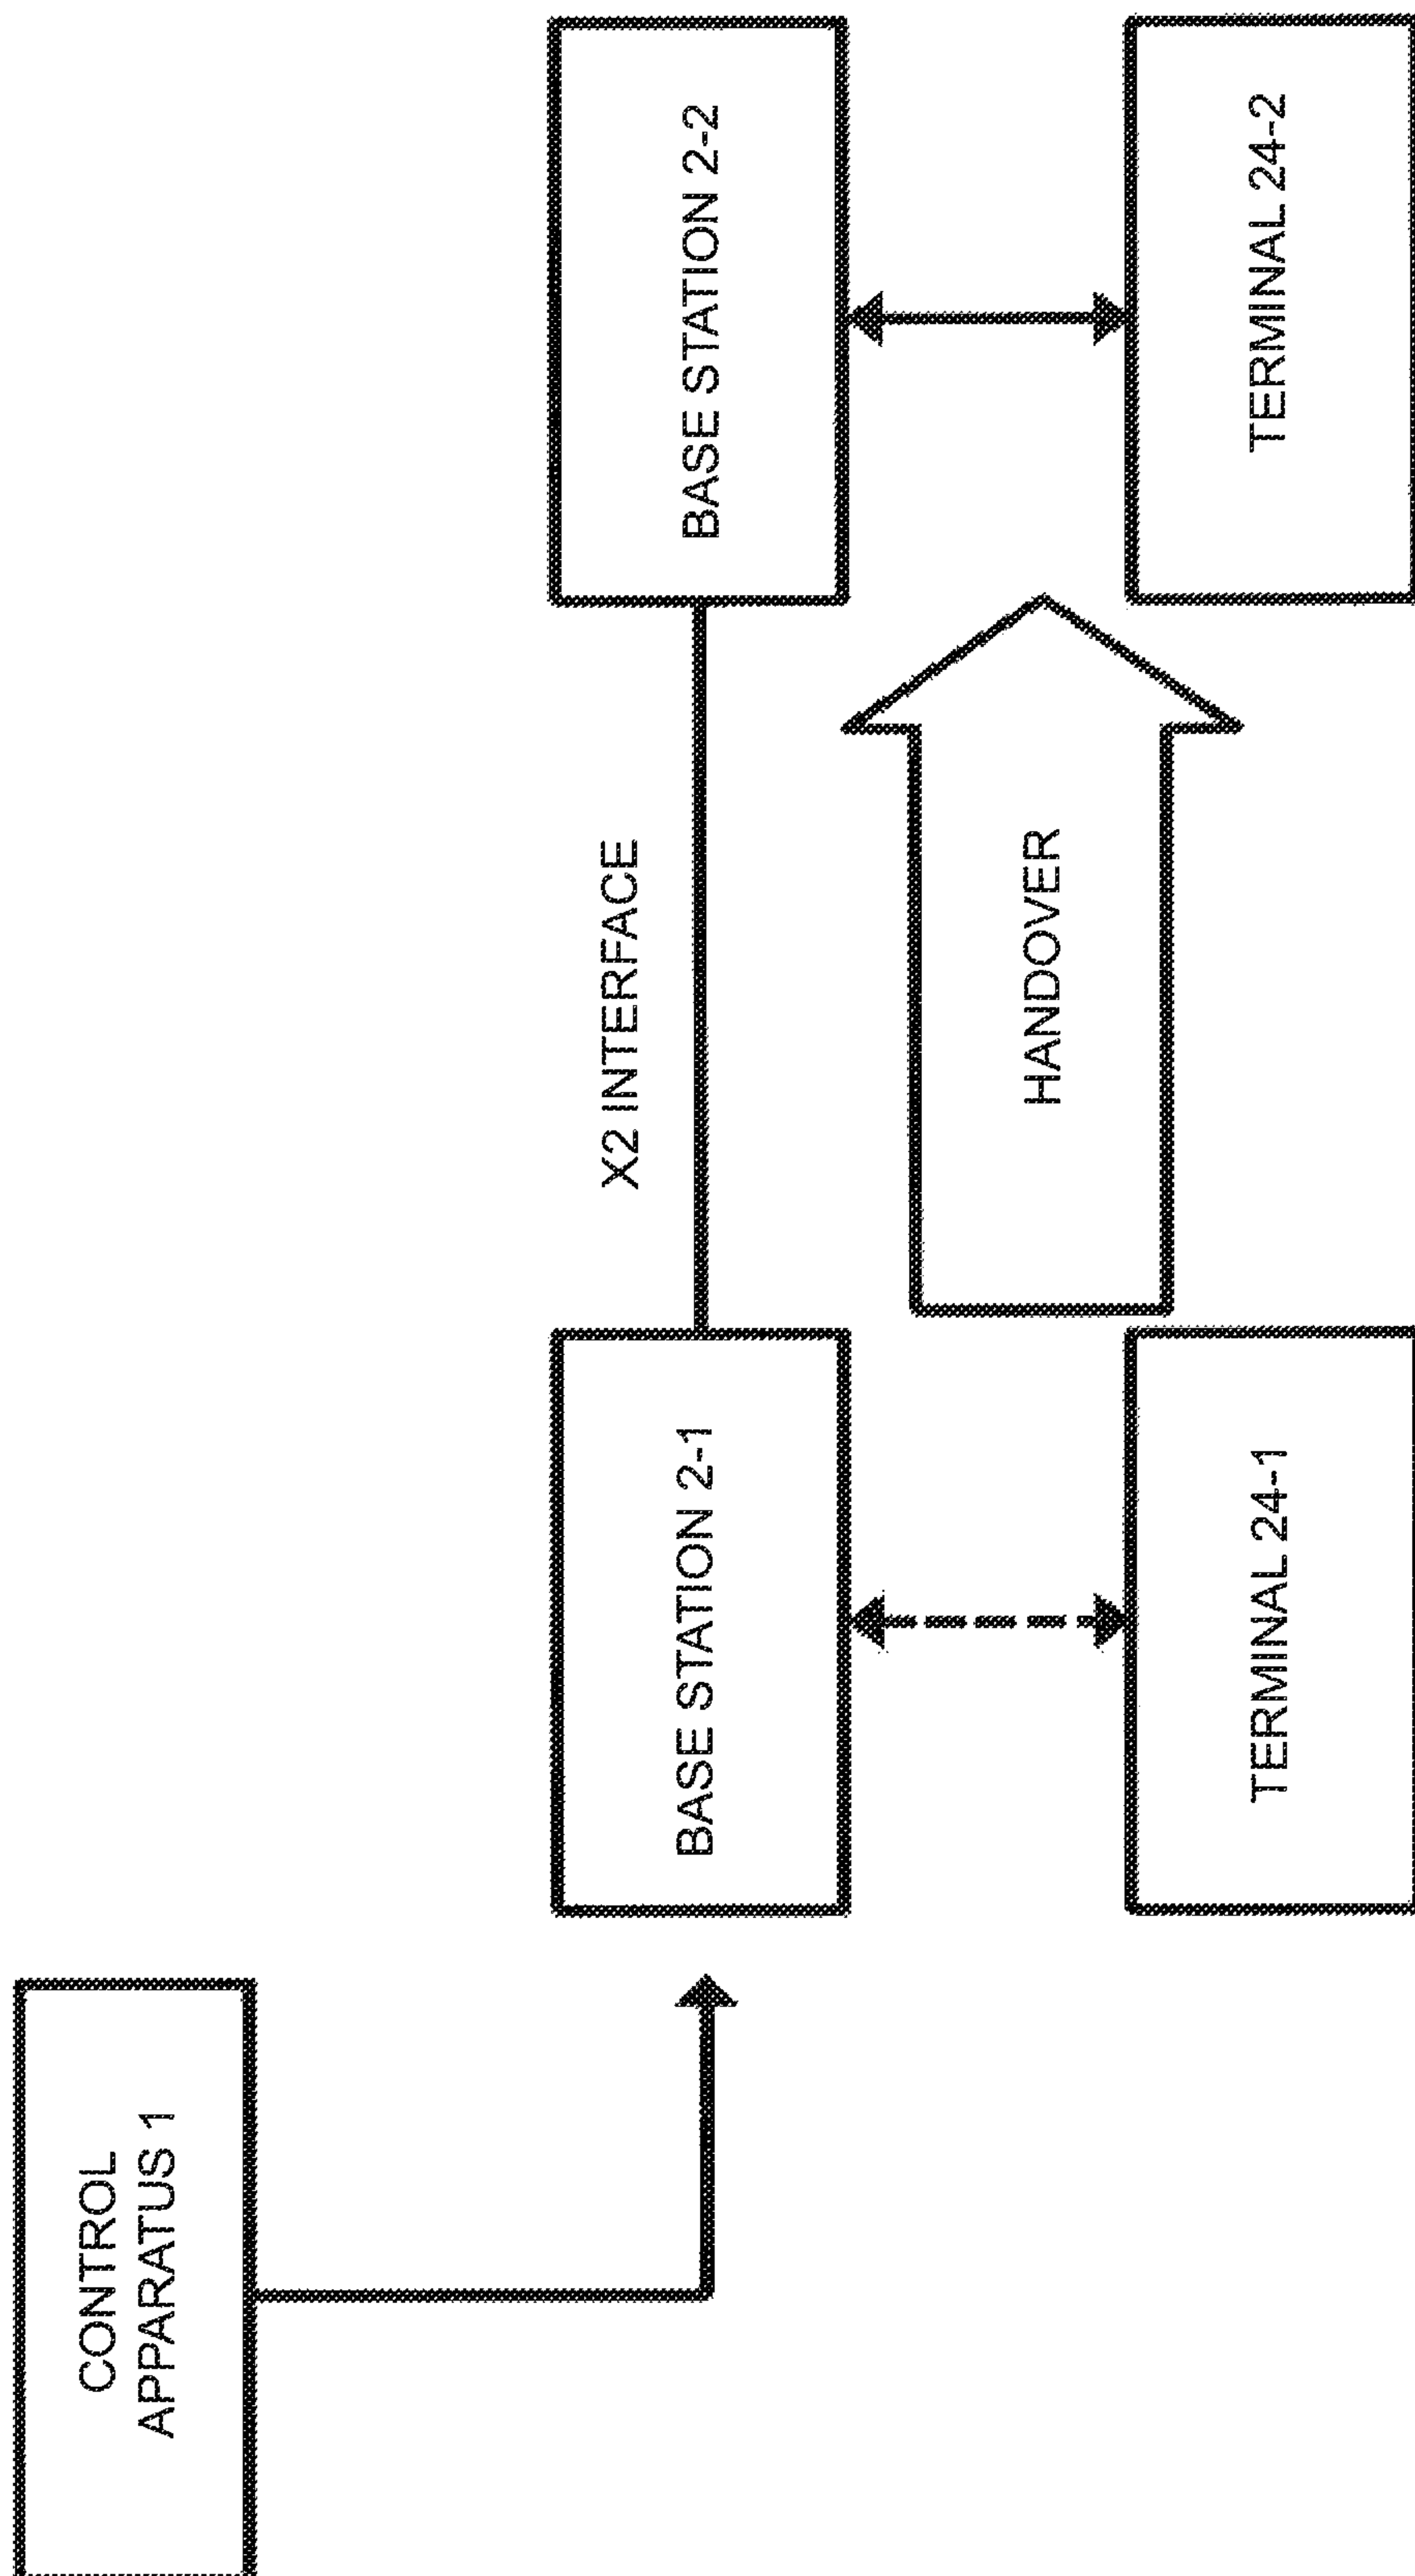 CONTROL
APPARATUS 1
BASE STATION 2-1
X2 INTERFACE
BASE STATION 2-2
HANDOVER
TERMINAL 24-1
TERMINAL 24-2